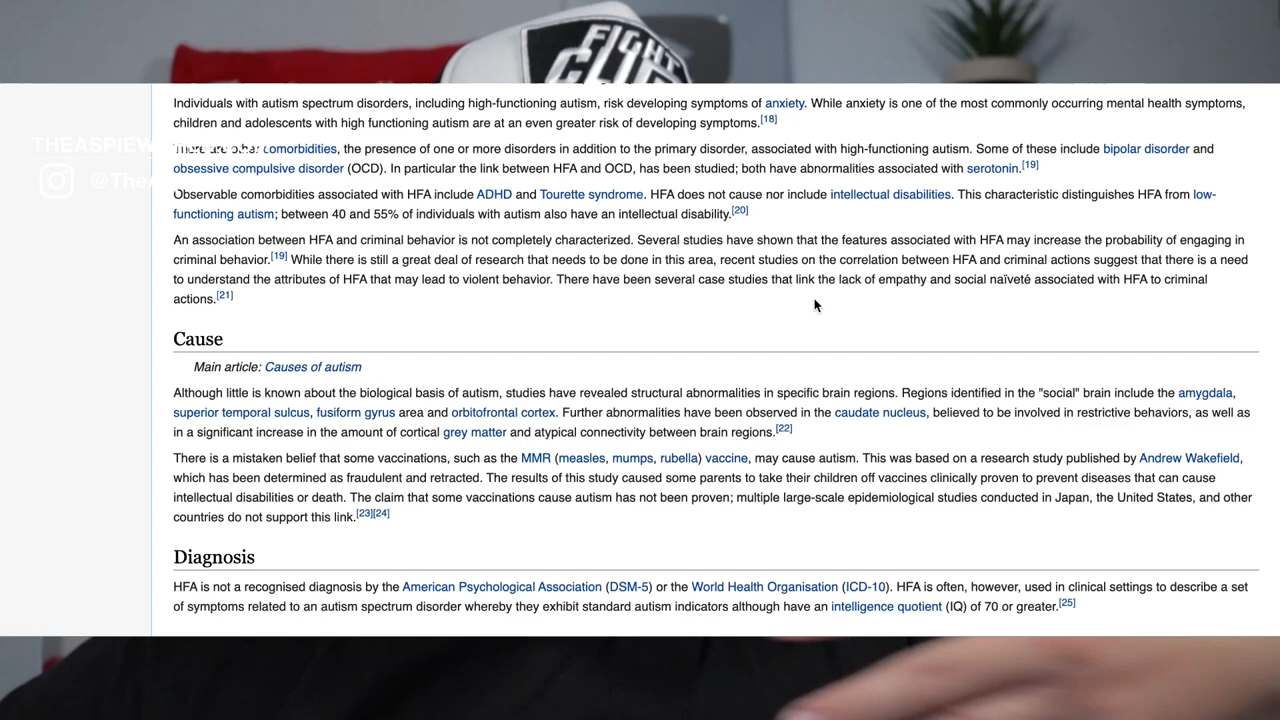 FIGHT
Individuals with autism spectrum disorders, including high-functioning autism, risk developing symptoms of anxiety. While anxiety is one of the most commonly occurring mental health symptoms,
children and adolescents with high functioning autism are at an even greater risk of developing symptoms.[18]
THEASPIEW
There are other comorbidities, the presence of one or more disorders in addition to the primary disorder, associated with high-functioning autism. Some of these include bipolar disorder and
obsessive compulsive disorder (OCD). In particular the link between HFA and OCD, has been studied; both have abnormalities associated with serotonin.[19]
@The
Observable comorbidities associated with HFA include ADHD and Tourette syndrome. HFA does not cause nor include intellectual disabilities. This characteristic distinguishes HFA from low-
functioning autism; between 40 and 55% of individuals with autism also have an intellectual disability.[20]
An association between HFA and criminal behavior is not completely characterized. Several studies have shown that the features associated with HFA may increase the probability of engaging in
criminal behavior.[19] While there is still a great deal of research that needs to be done in this area, recent studies on the correlation between HFA and criminal actions suggest that there is a need
to understand the attributes of HFA that may lead to violent behavior. There have been several case studies that link the lack of empathy and social naïveté associated with HFA to criminal
actions.[21]
Cause
Main article: Causes of autism
Although little is known about the biological basis of autism, studies have revealed structural abnormalities in specific brain regions. Regions identified in the "social" brain include the amygdala,
superior temporal sulcus, fusiform gyrus area and orbitofrontal cortex. Further abnormalities have been observed in the caudate nucleus, believed to be involved in restrictive behaviors, as well as
in a significant increase in the amount of cortical grey matter and atypical connectivity between brain regions.[22]
There is a mistaken belief that some vaccinations, such as the MMR (measles, mumps, rubella) vaccine, may cause autism. This was based on a research study published by Andrew Wakefield,
which has been determined as fraudulent and retracted. The results of this study caused some parents to take their children off vaccines clinically proven to prevent diseases that can cause
intellectual disabilities or death. The claim that some vaccinations cause autism has not been proven; multiple large-scale epidemiological studies conducted in Japan, the United States, and other
countries do not support this link.[23][24]
Diagnosis
HFA is not a recognised diagnosis by the American Psychological Association (DSM-5) or the World Health Organisation (ICD-10). HFA is often, however, used in clinical settings to describe a set
of symptoms related to an autism spectrum disorder whereby they exhibit standard autism indicators although have an intelligence quotient (IQ) of 70 or greater.[25]